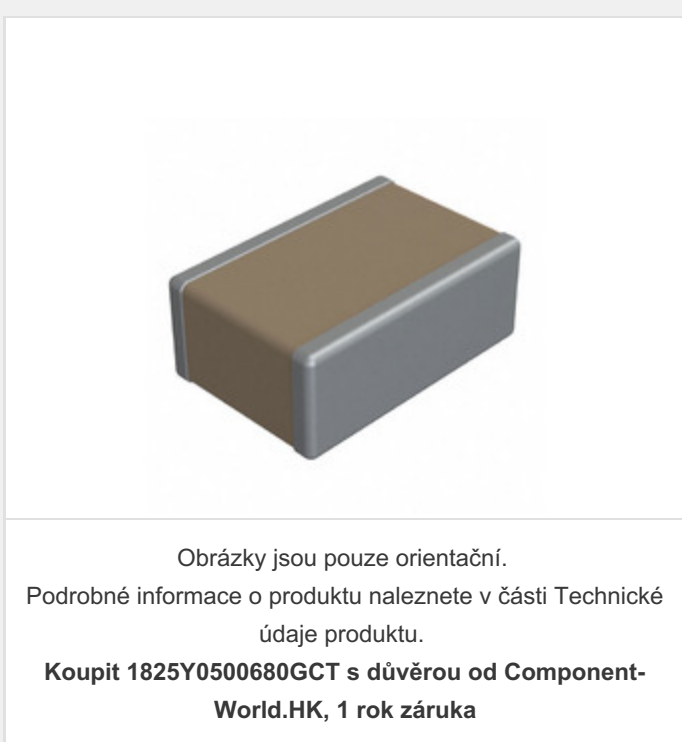 Obrázky jsou pouze orientační.
Podrobné informace o produktu naleznete v části Technické
údaje produktu.
Koupit 1825Y0500680GCT s důvěrou od Component-
World.HK, 1 rok záruka